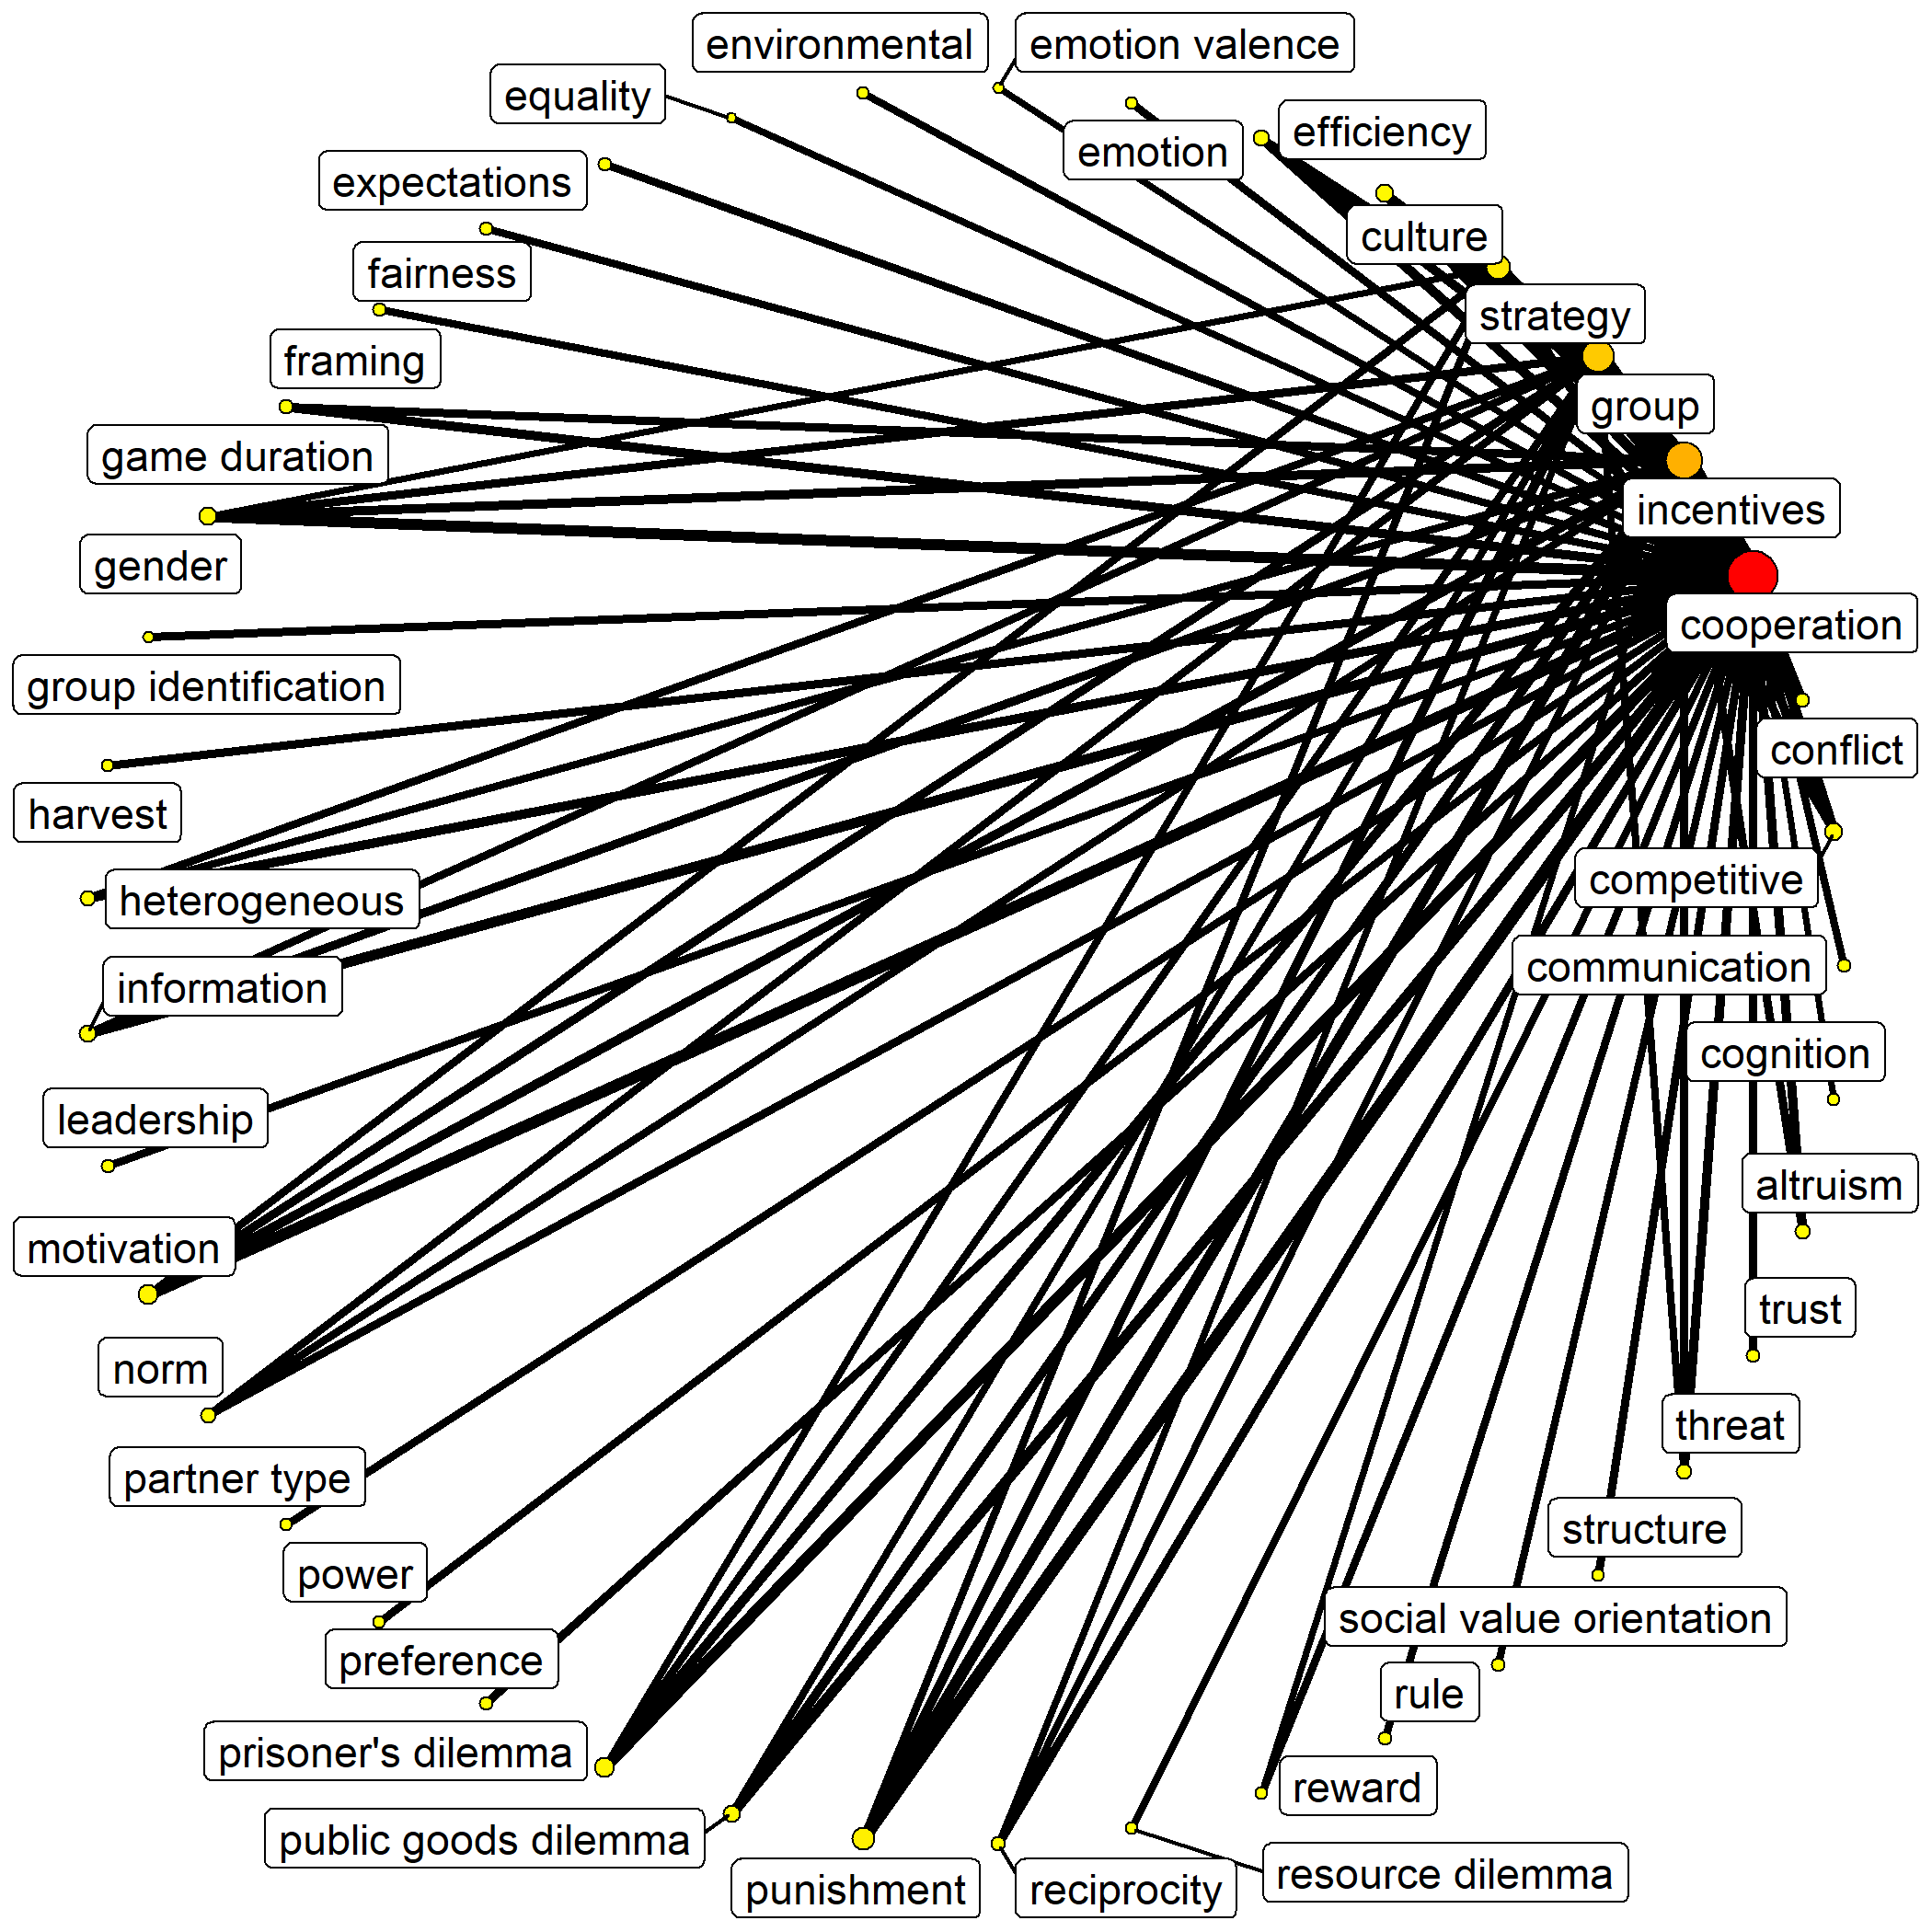 environmental
emotion valence
equality
efficiency
emotion
expectations
culture
fairness
strategy
framing
group
game duration
incentives
gender
cooperation
group identification
conflict
harvest
competitive
heterogeneous
communication
information
cognition
leadership
altruism
motivation
trust
norm
threat
partner type
structure
power
social value orientation
preference
rule
prisoner's dilemma
reward
public goods dilemma
resource dilemma
punishment
reciprocity